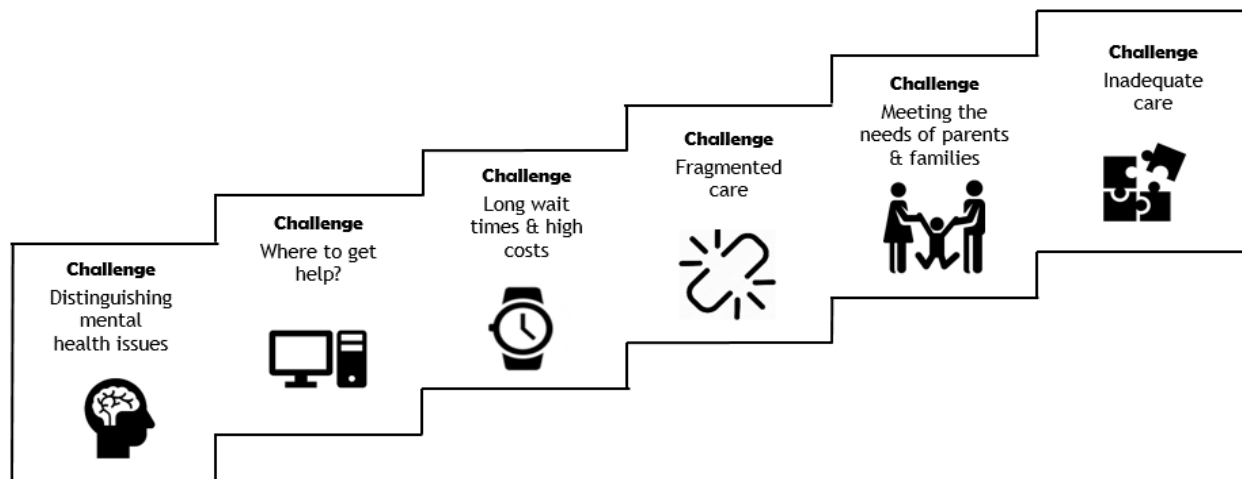 Challenge
Distinguishing
mental
health issues
Challenge
Where to get
help?
Challenge
Long wait
times & high
costs
Challenge
Fragmented
care
Challenge
Meeting the
needs of parents
& families
Challenge
Inadequate
care